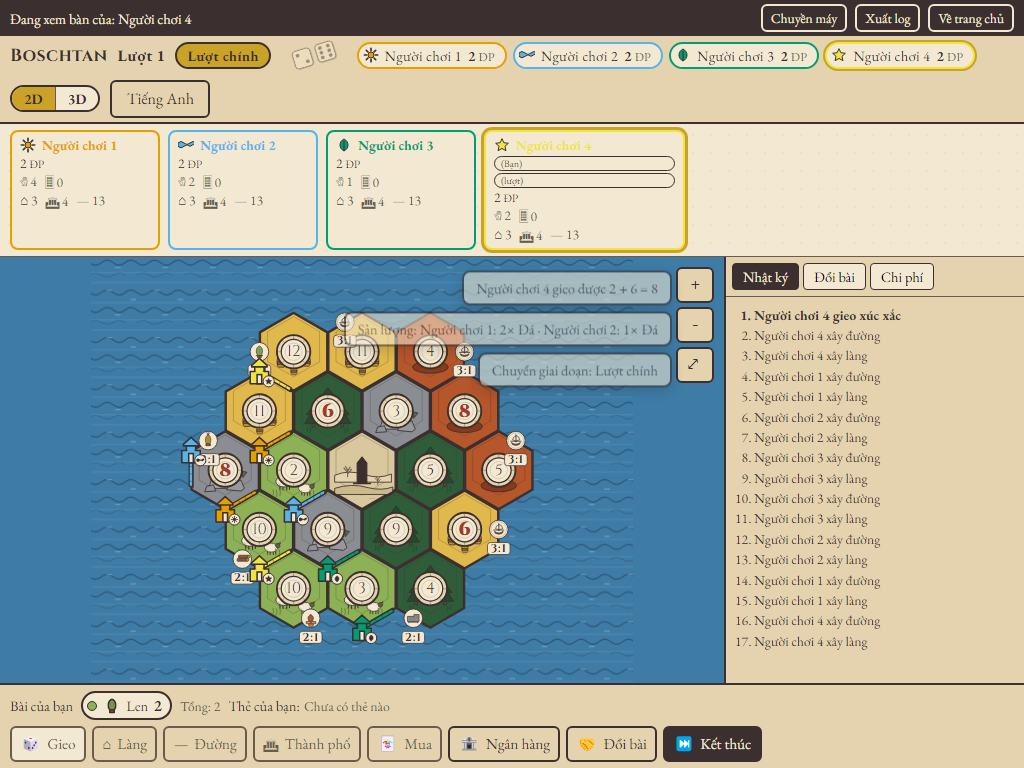 Đang xem bàn của: Người chơi 4
Chuyền máy
Xuất log
Về trang chủ
BOSCHTAN Lượt 1 Lượt chính
Người chơi 1 2 ĐP
Người chơi 2 2 ĐP
Người chơi 3 2 ĐP
Người chơi 4 2 ĐP
2D 3D Tiếng Anh
Người chơi 1
2 ĐP
4 0
3 4 — 13
Người chơi 2
2 ĐP
2 0
3 4 — 13
Người chơi 3
2 ĐP
1 0
3 4 — 13
Người chơi 4
(Bạn)
(lượt)
2 ĐP
2 0
3 4 — 13
Người chơi 4 gieo được 2 + 6 = 8
Sản lượng: Người chơi 1: 2× Đá · Người chơi 2: 1× Đá
Chuyển giai đoạn: Lượt chính
+
-
12 11 4
3:1
11 6 3 8
8 2 5 5
3:1
10 9 9 6
3:1
10 3 4
2:1 2:1
Nhật ký Đổi bài Chi phí
1. Người chơi 4 gieo xúc xắc
2. Người chơi 4 xây đường
3. Người chơi 4 xây làng
4. Người chơi 1 xây đường
5. Người chơi 1 xây làng
6. Người chơi 2 xây đường
7. Người chơi 2 xây làng
8. Người chơi 3 xây đường
9. Người chơi 3 xây làng
10. Người chơi 3 xây đường
11. Người chơi 3 xây làng
12. Người chơi 2 xây đường
13. Người chơi 2 xây làng
14. Người chơi 1 xây đường
15. Người chơi 1 xây làng
16. Người chơi 4 xây đường
17. Người chơi 4 xây làng
Bài của bạn Len 2 Tổng: 2 Thẻ của bạn: Chưa có thẻ nào
Gieo
Làng
Đường
Thành phố
Mua
Ngân hàng
Đổi bài
Kết thúc